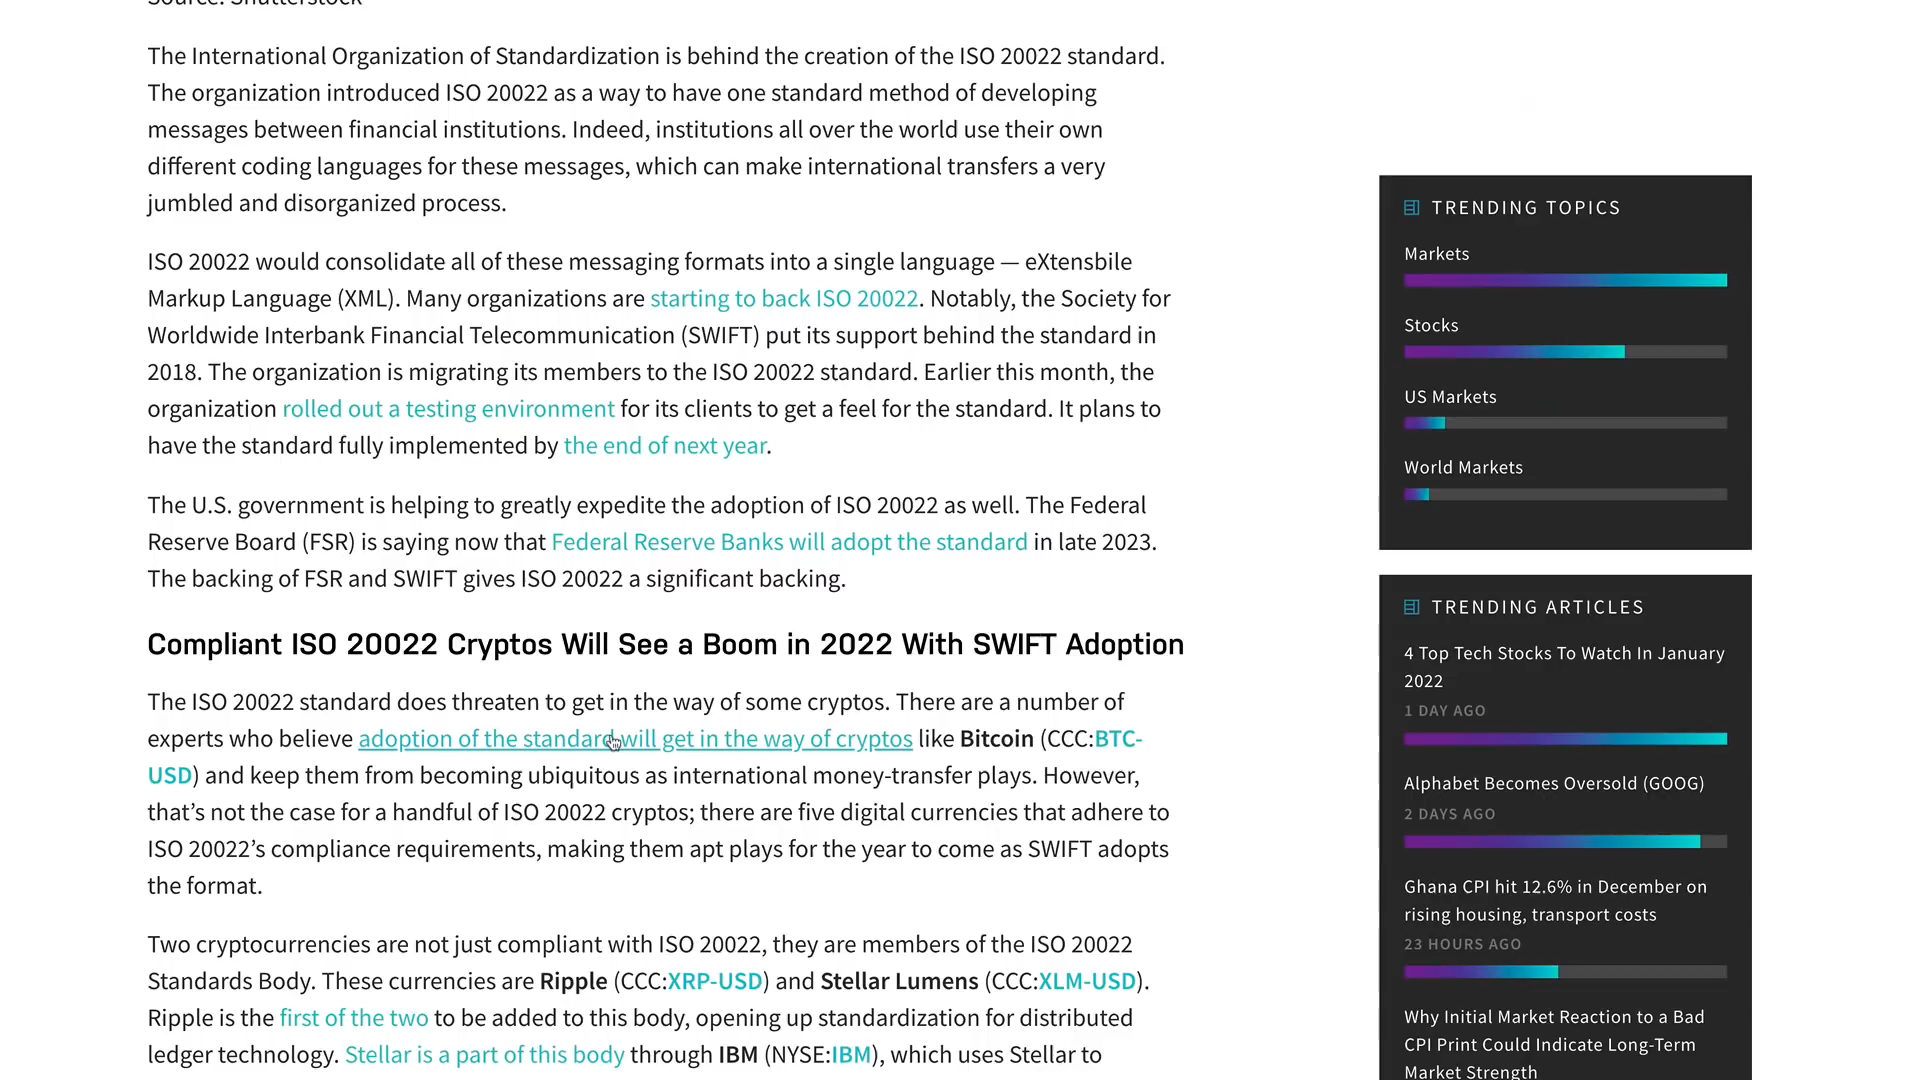 Source: Shutterstock
The International Organization of Standardization is behind the creation of the ISO 20022 standard.
The organization introduced ISO 20022 as a way to have one standard method of developing
messages between financial institutions. Indeed, institutions all over the world use their own
different coding languages for these messages, which can make international transfers a very
jumbled and disorganized process.
ISO 20022 would consolidate all of these messaging formats into a single language — eXtensbile
Markup Language (XML). Many organizations are starting to back ISO 20022. Notably, the Society for
Worldwide Interbank Financial Telecommunication (SWIFT) put its support behind the standard in
2018. The organization is migrating its members to the ISO 20022 standard. Earlier this month, the
organization rolled out a testing environment for its clients to get a feel for the standard. It plans to
have the standard fully implemented by the end of next year.
The U.S. government is helping to greatly expedite the adoption of ISO 20022 as well. The Federal
Reserve Board (FSR) is saying now that Federal Reserve Banks will adopt the standard in late 2023.
The backing of FSR and SWIFT gives ISO 20022 a significant backing.
Compliant ISO 20022 Cryptos Will See a Boom in 2022 With SWIFT Adoption
The ISO 20022 standard does threaten to get in the way of some cryptos. There are a number of
experts who believe adoption of the standard will get in the way of cryptos like Bitcoin (CCC:BTC-
USD) and keep them from becoming ubiquitous as international money-transfer plays. However,
that’s not the case for a handful of ISO 20022 cryptos; there are five digital currencies that adhere to
ISO 20022’s compliance requirements, making them apt plays for the year to come as SWIFT adopts
the format.
Two cryptocurrencies are not just compliant with ISO 20022, they are members of the ISO 20022
Standards Body. These currencies are Ripple (CCC:XRP-USD) and Stellar Lumens (CCC:XLM-USD).
Ripple is the first of the two to be added to this body, opening up standardization for distributed
ledger technology. Stellar is a part of this body through IBM (NYSE:IBM), which uses Stellar to
TRENDING TOPICS
Markets
Stocks
US Markets
World Markets
TRENDING ARTICLES
4 Top Tech Stocks To Watch In January
2022
1 DAY AGO
Alphabet Becomes Oversold (GOOG)
2 DAYS AGO
Ghana CPI hit 12.6% in December on
rising housing, transport costs
23 HOURS AGO
Why Initial Market Reaction to a Bad
CPI Print Could Indicate Long-Term
Market Strength